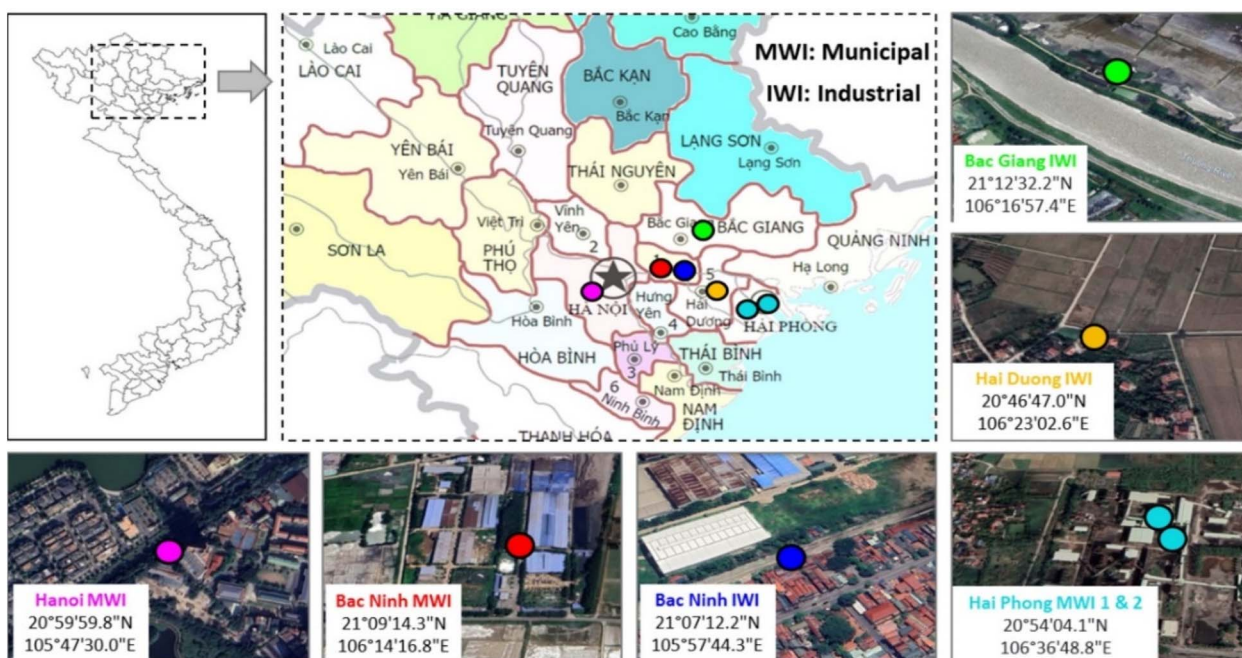 HÀ GIANG
Cao Bằng
Lào Cai
LÀO CAI
TUYÊN
QUANG
BẮC KẠN
Bắc Kạn
MWI: Municipal
IWI: Industrial
Tuyên Quang
LẠNG SƠN
Lạng Sơn
YÊN BÁI
Yên Bái
THÁI NGUYÊN
Việt Trì
Vĩnh
Yên
2
PHÚ
THỌ
SƠN LA
Bắc Gia
BẮC GIANG
QUẢNG NINH
Hạ Long
1
5
HÀ NỘI
Hưng
Yên
Hải
Dương
HẢI PHÒNG
Hòa Bình
HÒA BÌNH
4
Phủ Lý
3
THÁI BÌNH
Thái Bình
6
Ninh Bình
Nam Định
NAM
ĐỊNH
THANH HÓA
Bac Giang IWI
21°12'32.2"N
106°16'57.4"E
Hai Duong IWI
20°46'47.0"N
106°23'02.6"E
Hanoi MWI
20°59'59.8"N
105°47'30.0"E
Bac Ninh MWI
21°09'14.3"N
106°14'16.8"E
Bac Ninh IWI
21°07'12.2"N
105°57'44.3"E
Hai Phong MWI 1 & 2
20°54'04.1"N
106°36'48.8"E